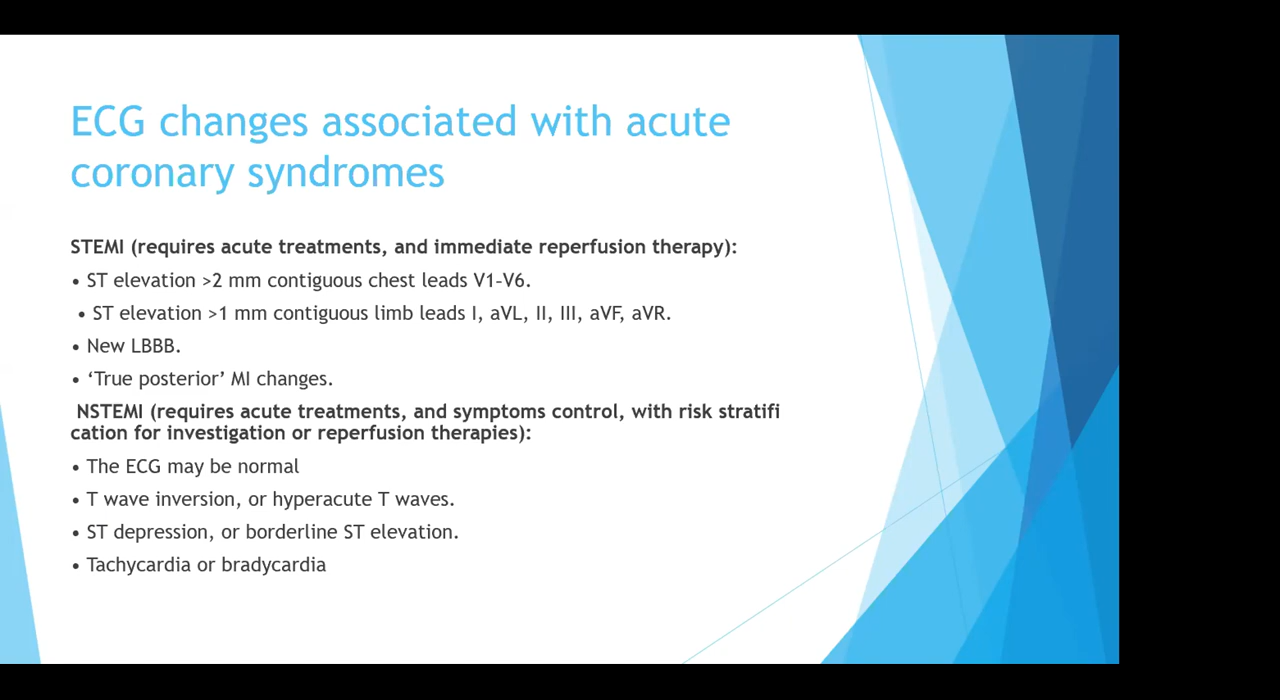 ECG changes associated with acute
coronary syndromes
STEMI (requires acute treatments, and immediate reperfusion therapy):
• ST elevation >2 mm contiguous chest leads V1–V6.
• ST elevation >1 mm contiguous limb leads I, aVL, II, III, aVF, aVR.
• New LBBB.
• ‘True posterior’ MI changes.
NSTEMI (requires acute treatments, and symptoms control, with risk stratifi
cation for investigation or reperfusion therapies):
• The ECG may be normal
• T wave inversion, or hyperacute T waves.
• ST depression, or borderline ST elevation.
• Tachycardia or bradycardia